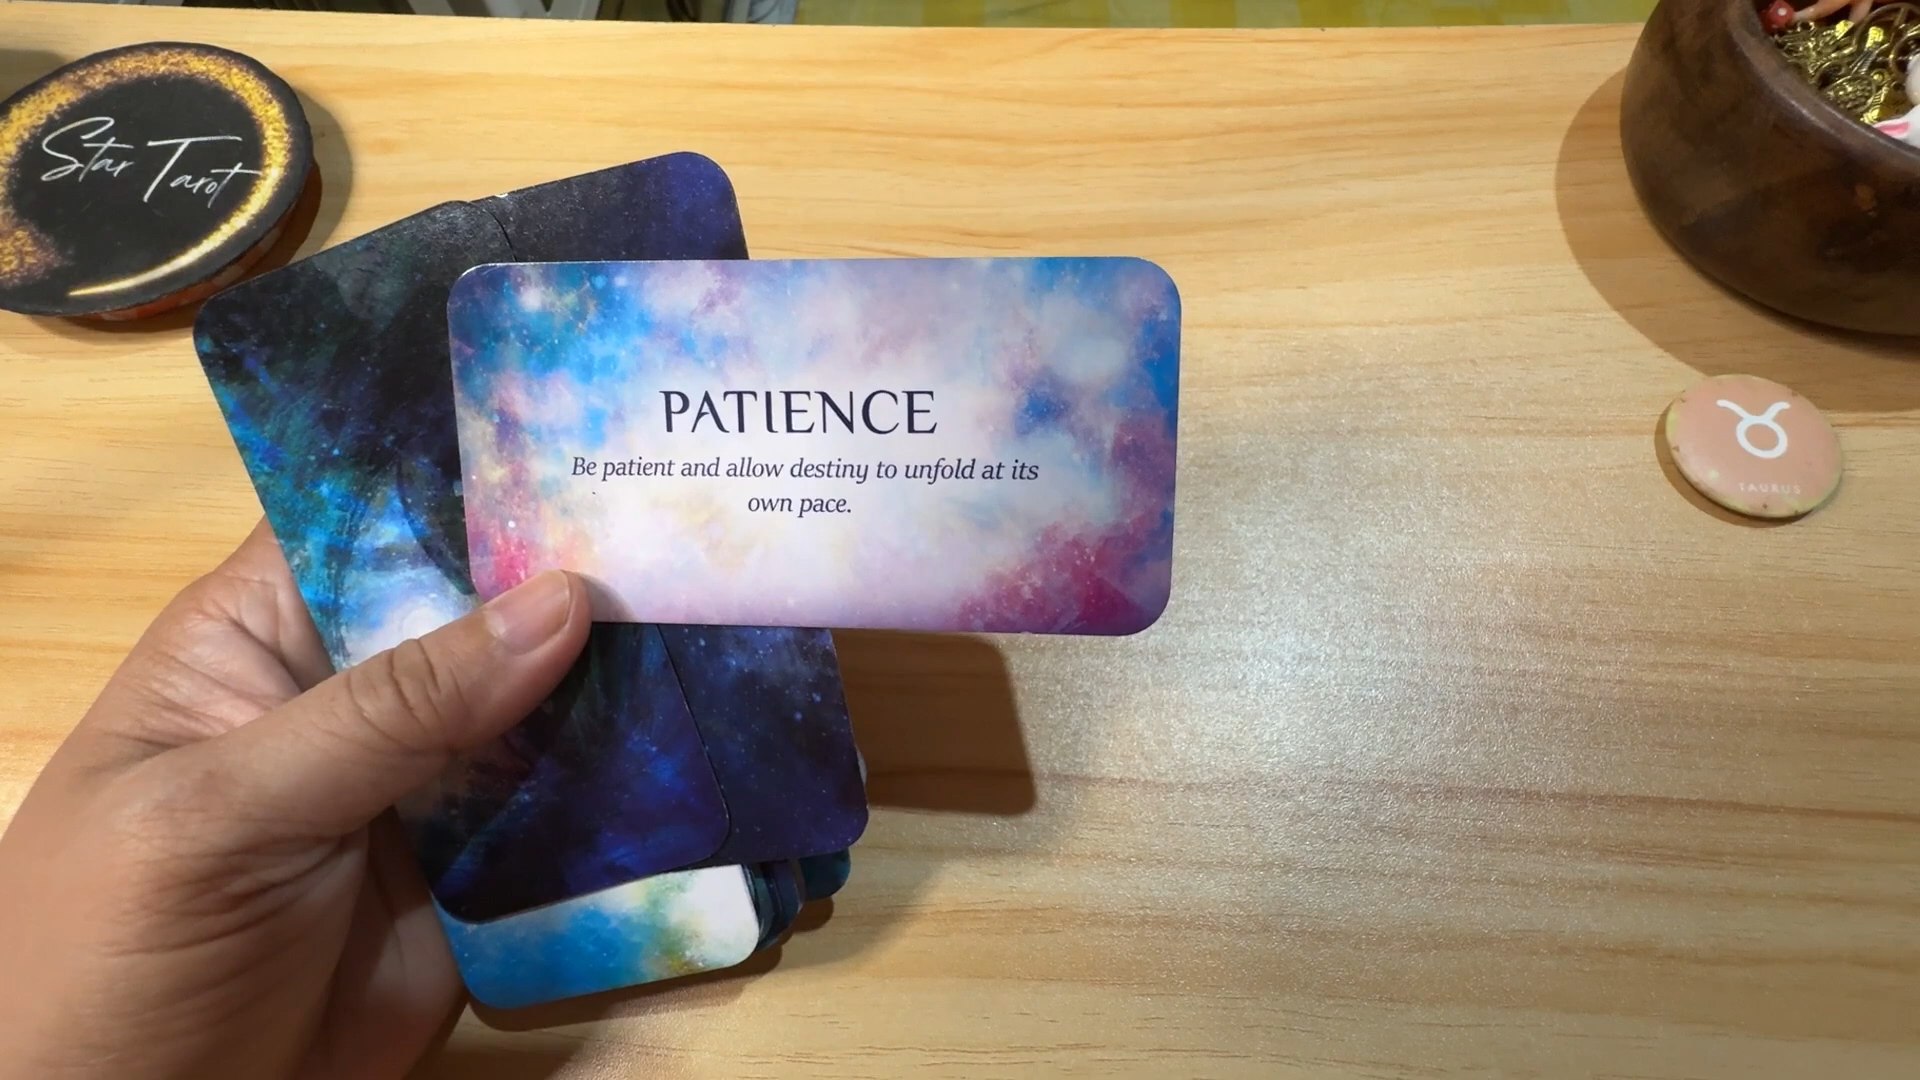 Star Tarot
PATIENCE
Be patient and allow destiny to unfold at its
own pace.
TAURUS